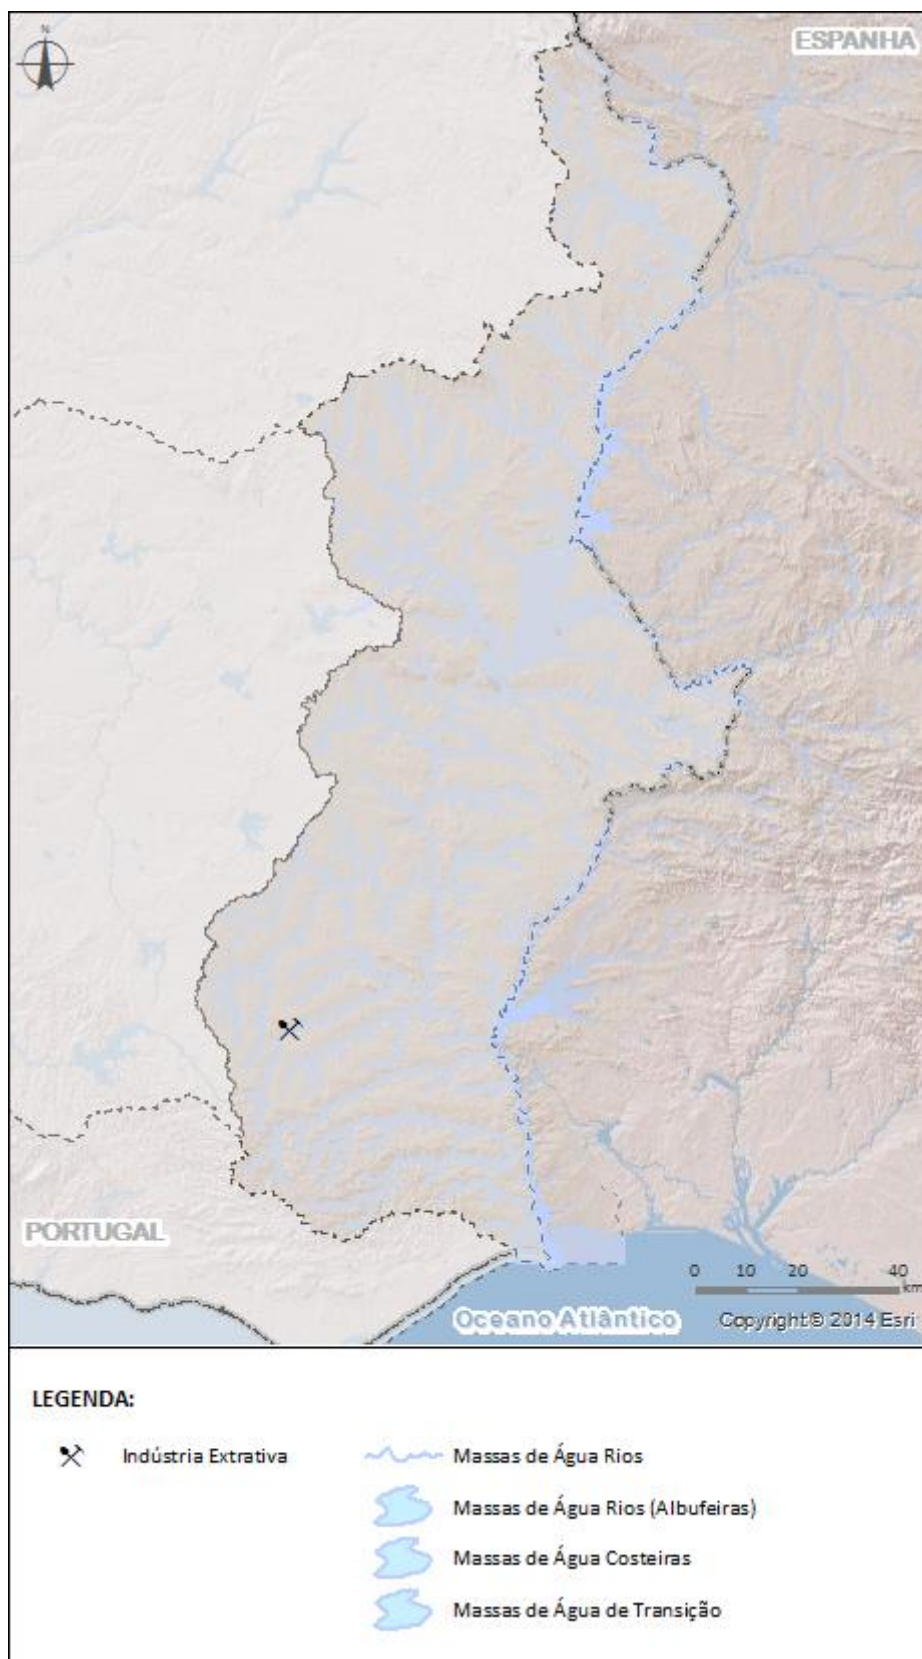 N
ESPANHA
PORTUGAL
0 10 20 40
km
Oceano Atlântico
Copyright:© 2014 Esri
LEGENDA:
Indústria Extrativa
Massas de Água Rios
Massas de Água Rios (Albufeiras)
Massas de Água Costeiras
Massas de Água de Transição